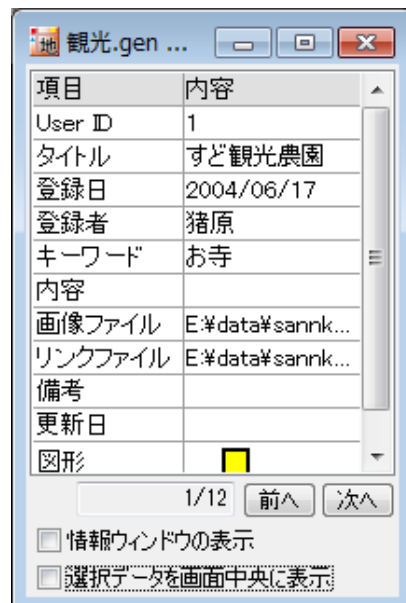 地 観光.gen ...
項目 内容
User ID 1
タイトル すど観光農園
登録日 2004/06/17
登録者 猪原
キーワード お寺
内容
画像ファイル E:¥data¥sannk...
リンクファイル E:¥data¥sannk...
備考
更新日
図形
1/12 前へ 次へ
情報ウィンドウの表示
選択データを画面中央に表示